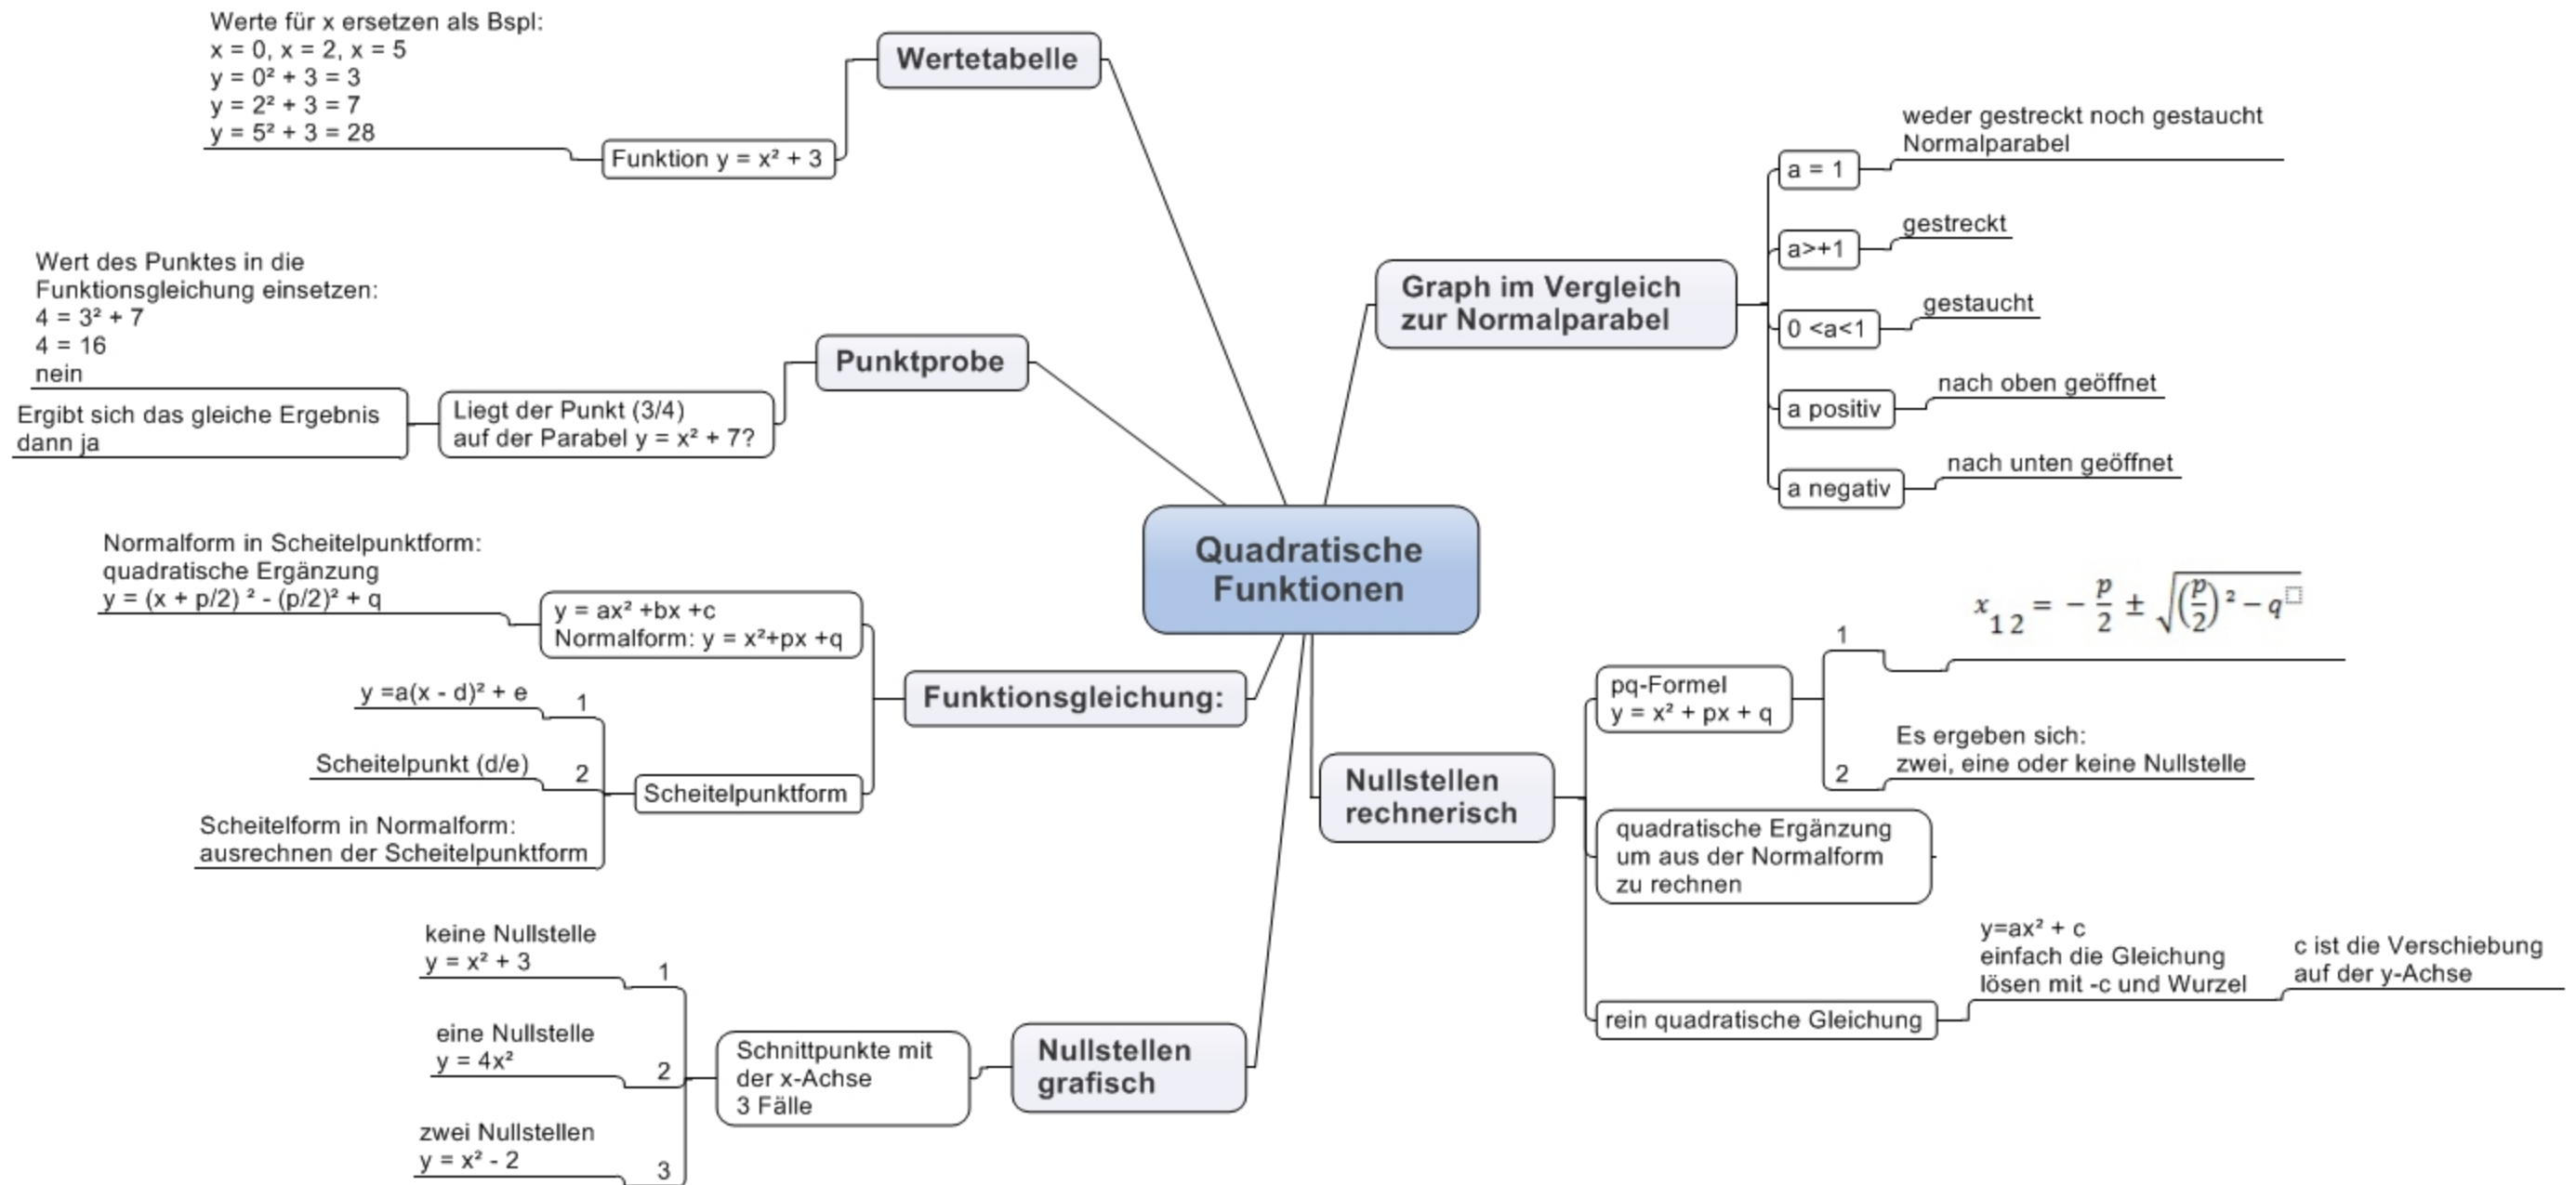 Quadratische
Funktionen
Wertetabelle
Funktion y = x² + 3
Werte für x ersetzen als Bspl:
x = 0, x = 2, x = 5
y = 0² + 3 = 3
y = 2² + 3 = 7
y = 5² + 3 = 28
Punktprobe
Liegt der Punkt (3/4)
auf der Parabel y = x² + 7?
Wert des Punktes in die
Funktionsgleichung einsetzen:
4 = 3² + 7
4 = 16
nein
Ergibt sich das gleiche Ergebnis
dann ja
Funktionsgleichung:
y = ax² +bx +c
Normalform: y = x²+px +q
Normalform in Scheitelpunktform:
quadratische Ergänzung
y = (x + p/2) ² - (p/2)² + q
Scheitelpunktform
1
y =a(x - d)² + e
2
Scheitelpunkt (d/e)
Scheitelform in Normalform:
ausrechnen der Scheitelpunktform
Nullstellen
grafisch
Schnittpunkte mit
der x-Achse
3 Fälle
1
keine Nullstelle
y = x² + 3
2
eine Nullstelle
y = 4x²
3
zwei Nullstellen
y = x² - 2
Graph im Vergleich
zur Normalparabel
a = 1
weder gestreckt noch gestaucht
Normalparabel
a>+1
gestreckt
0 <a<1
gestaucht
a positiv
nach oben geöffnet
a negativ
nach unten geöffnet
Nullstellen
rechnerisch
pq-Formel
y = x² + px + q
1
x₁₂ = − p/2 ± √((p/2)² − q)
2
Es ergeben sich:
zwei, eine oder keine Nullstelle
quadratische Ergänzung
um aus der Normalform
zu rechnen
rein quadratische Gleichung
y=ax² + c
einfach die Gleichung
lösen mit -c und Wurzel
c ist die Verschiebung
auf der y-Achse